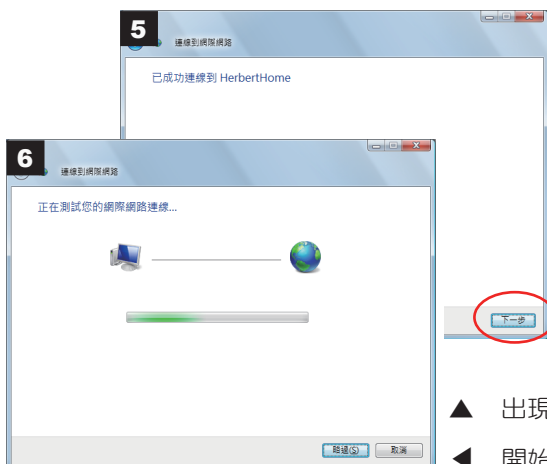 5
連線到網際網路
已成功連線到 HerbertHome
下一步
6
連線到網際網路
正在測試您的網際網路連線...
略過(S) 取消
▲ 出現
◀ 開始